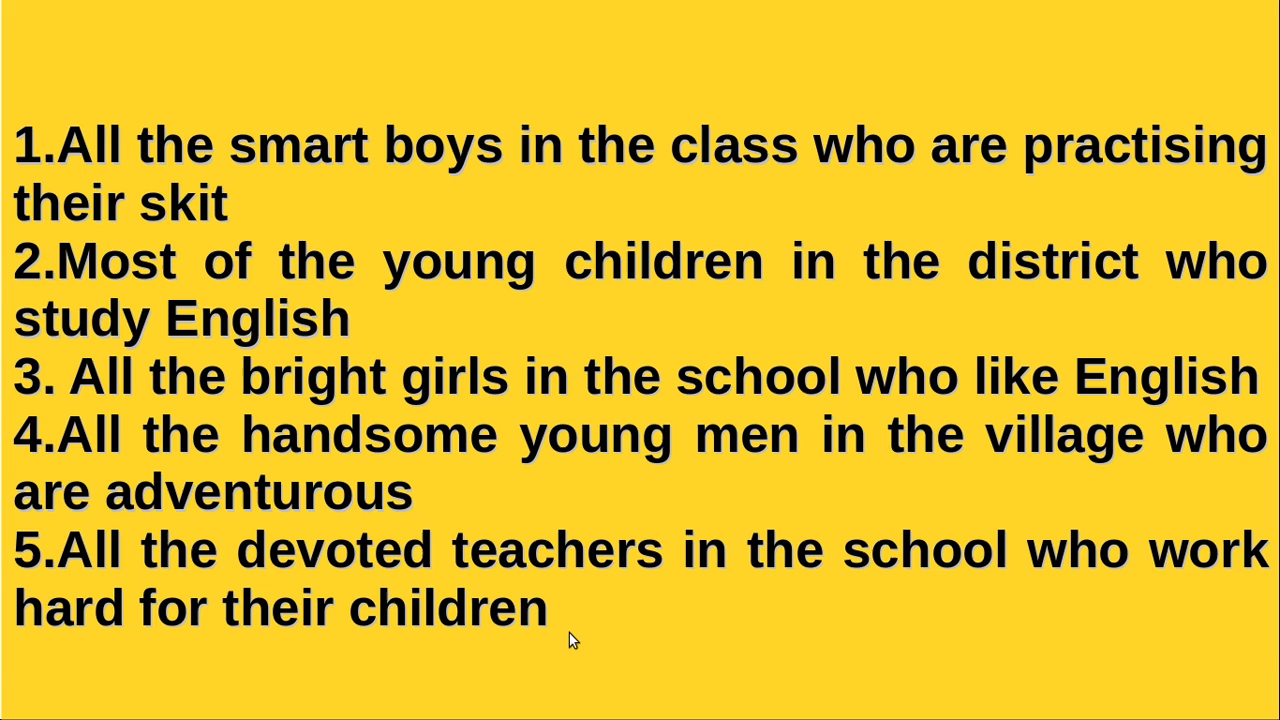 1.All the smart boys in the class who are practising
their skit
2.Most of the young children in the district who
study English
3. All the bright girls in the school who like English
4.All the handsome young men in the village who
are adventurous
5.All the devoted teachers in the school who work
hard for their children